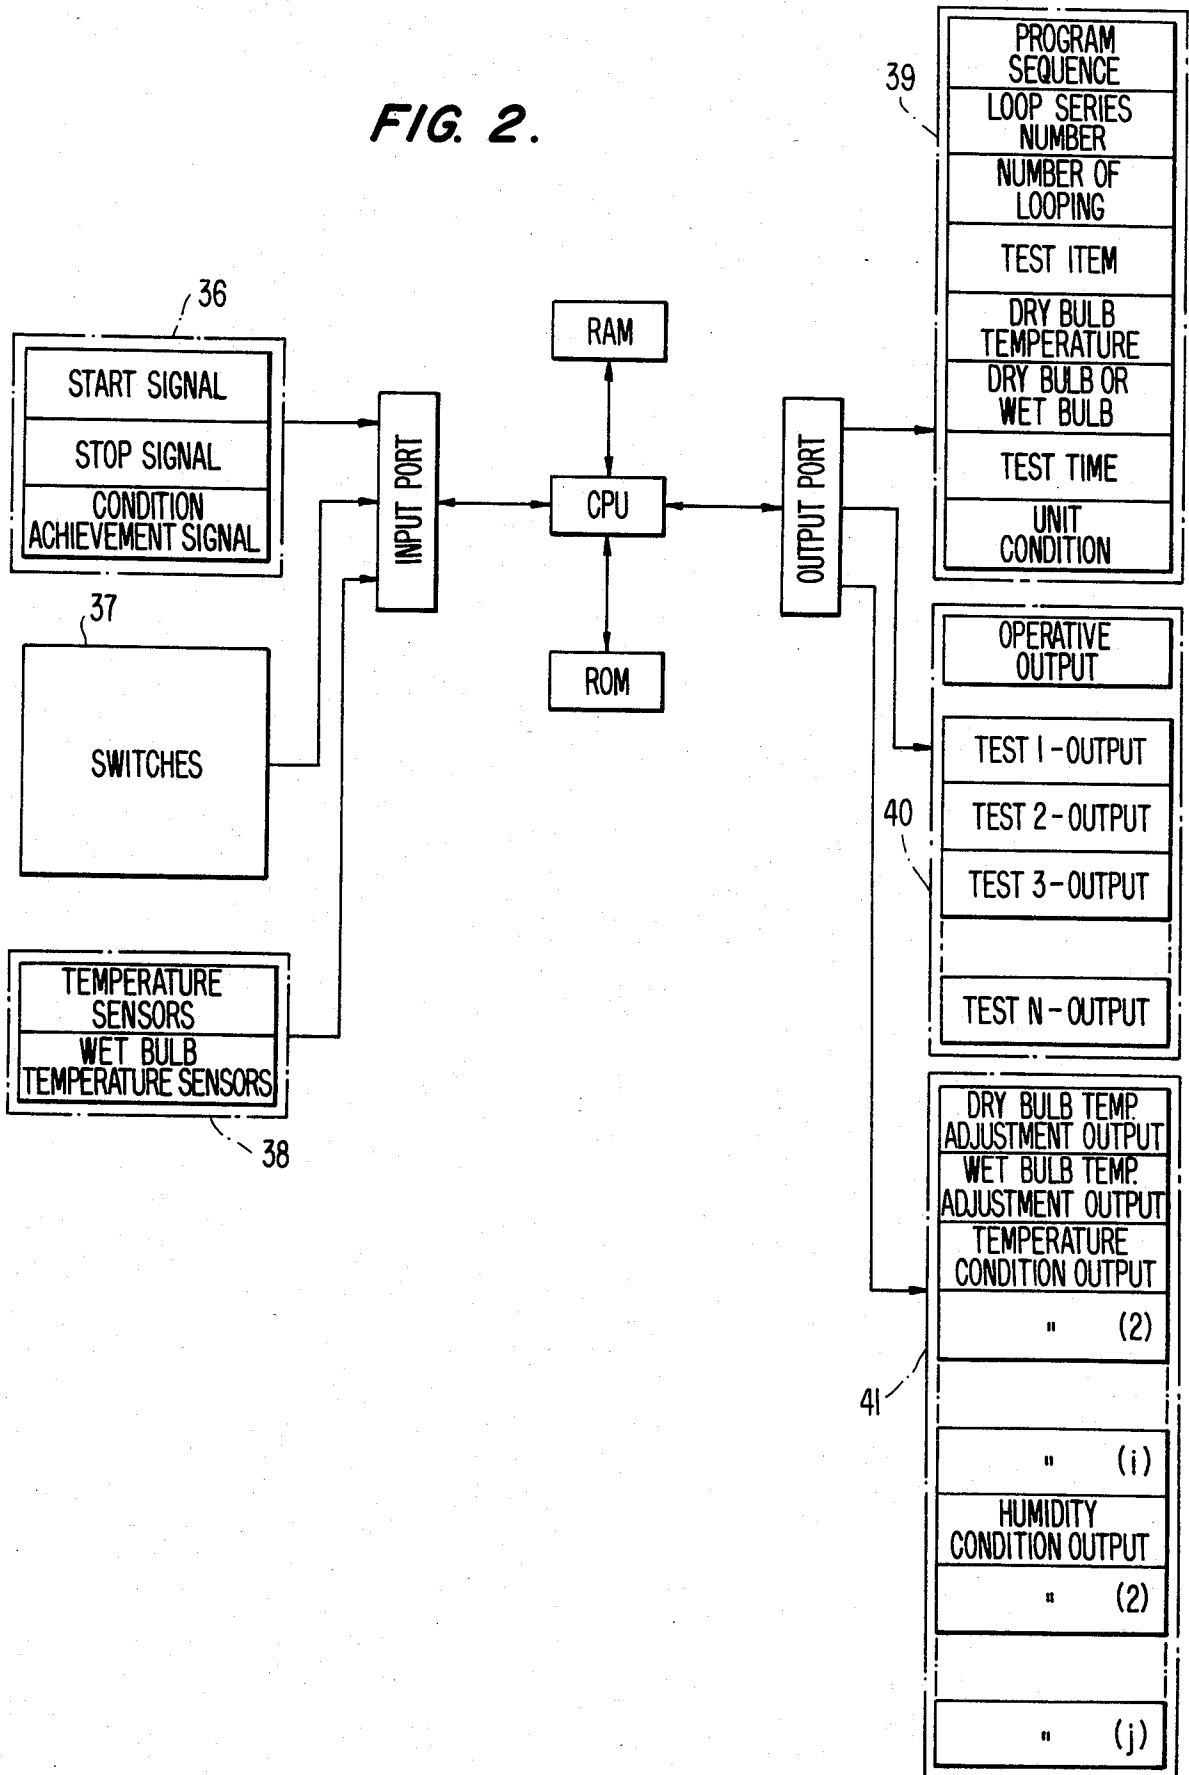 FIG. 2.
36
START SIGNAL
STOP SIGNAL
CONDITION
ACHIEVEMENT SIGNAL
37
SWITCHES
TEMPERATURE
SENSORS
WET BULB
TEMPERATURE SENSORS
38
INPUT PORT
RAM
CPU
ROM
OUTPUT PORT
39
PROGRAM
SEQUENCE
LOOP SERIES
NUMBER
NUMBER OF
LOOPING
TEST ITEM
DRY BULB
TEMPERATURE
DRY BULB OR
WET BULB
TEST TIME
UNIT
CONDITION
OPERATIVE
OUTPUT
TEST 1-OUTPUT
40
TEST 2-OUTPUT
TEST 3-OUTPUT
TEST N-OUTPUT
DRY BULB TEMP.
ADJUSTMENT OUTPUT
WET BULB TEMP.
ADJUSTMENT OUTPUT
TEMPERATURE
CONDITION OUTPUT
" (2)
41
" (i)
HUMIDITY
CONDITION OUTPUT
" (2)
" (j)